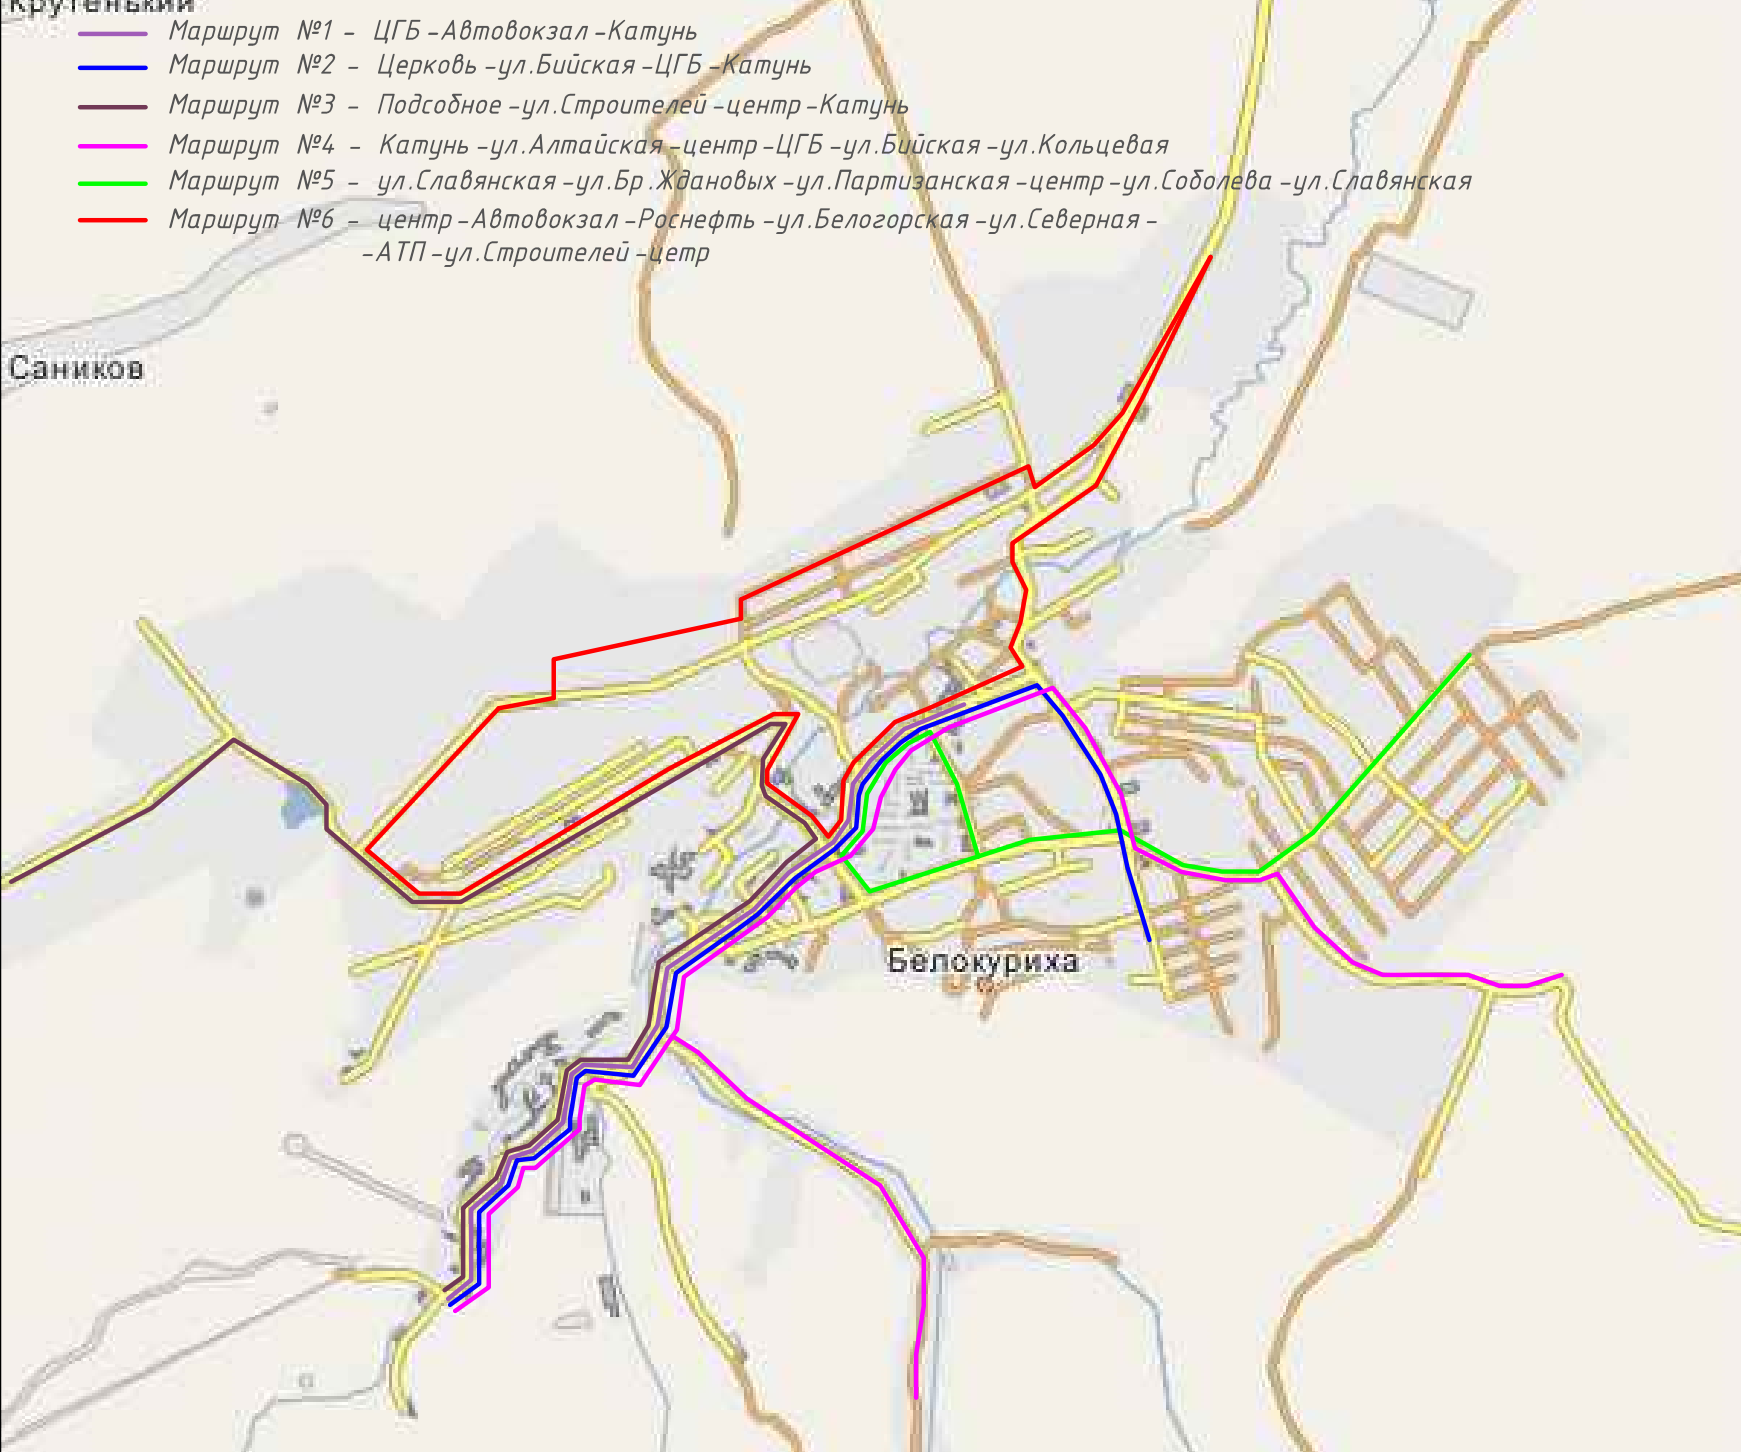 Крутенький
Маршрут №1 - ЦГБ-Автовокзал-Катунь
Маршрут №2 - Церковь-ул.Бийская-ЦГБ-Катунь
Маршрут №3 - Подсобное-ул.Строителей-центр-Катунь
Маршрут №4 - Катунь-ул.Алтайская-центр-ЦГБ-ул.Бийская-ул.Кольцевая
Маршрут №5 - ул.Славянская-ул.Бр.Ждановых-ул.Партизанская-центр-ул.Соболева-ул.Славянская
Маршрут №6 - центр-Автовокзал-Роснефть-ул.Белогорская-ул.Северная-
-АТП-ул.Строителей-цетр
Саников
Белокуриха